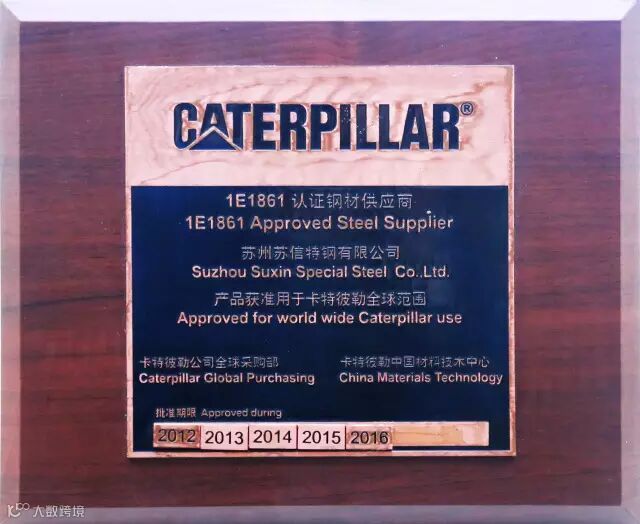 CATERPILLAR®
1E1861 认证钢材供应商
1E1861 Approved Steel Supplier
苏州苏信特钢有限公司
Suzhou Suxin Special Steel Co.,Ltd.
产品获准用于卡特彼勒全球范围
Approved for world wide Caterpillar use
卡特彼勒公司全球采购部 卡特彼勒中国材料技术中心
Caterpillar Global Purchasing China Materials Technology
批准期限 Approved during
2012 2013 2014 2015 2016
大数跨境